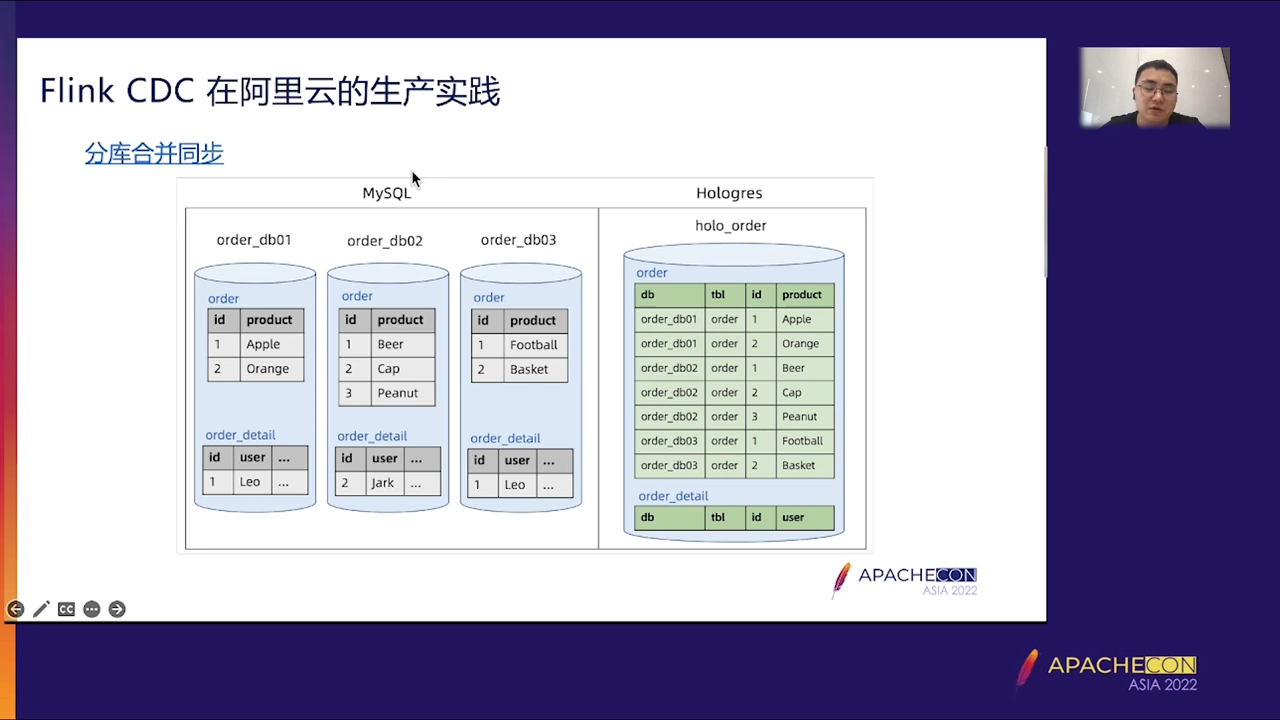 Flink CDC 在阿里云的生产实践
分库合并同步
MySQL
Hologres
order_db01
order_db02
order_db03
holo_order
order
id product
1 Apple
2 Orange
order_detail
id user ...
1 Leo ...
order
id product
1 Beer
2 Cap
3 Peanut
order_detail
id user ...
2 Jark ...
order
id product
1 Football
2 Basket
order_detail
id user ...
1 Leo ...
order
db tbl id product
order_db01 order 1 Apple
order_db01 order 2 Orange
order_db02 order 1 Beer
order_db02 order 2 Cap
order_db02 order 3 Peanut
order_db03 order 1 Football
order_db03 order 2 Basket
order_detail
db tbl id user
APACHECON
ASIA 2022
CC
APACHECON
ASIA 2022